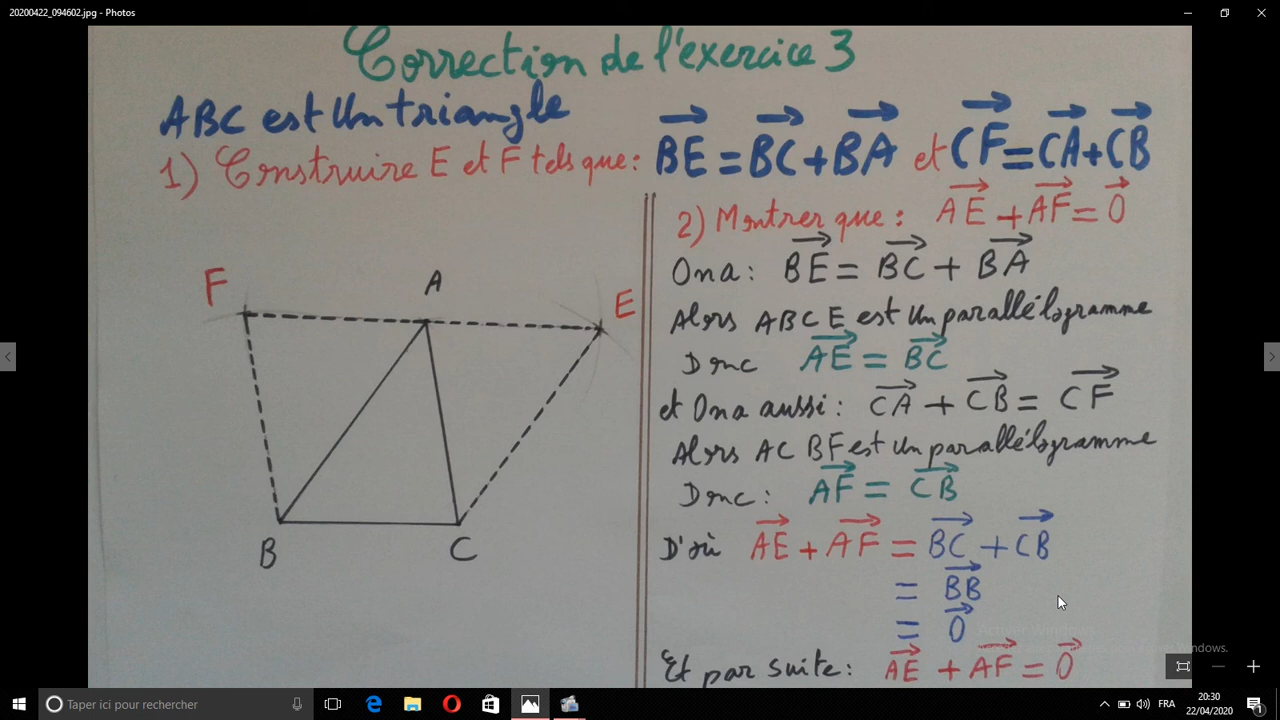 20200422_094602.jpg - Photos
Correction de l'exercice 3
ABC est Un triangle
1) Construire E et F tels que : BE = BC + BA et CF = CA + CB
F
A
E
B
C
2) Montrer que : AE + AF = 0
On a : BE = BC + BA
Alors ABCE est Un parallélogramme
Donc AE = BC
et On a aussi : CA + CB = CF
Alors ACBF est Un parallélogramme
Donc : AF = CB
D'où AE + AF = BC + CB
= BB
= 0
Et par suite : AE + AF = 0
Activer Windows
Windows.
Taper ici pour rechercher
FRA
20:30
22/04/2020
1